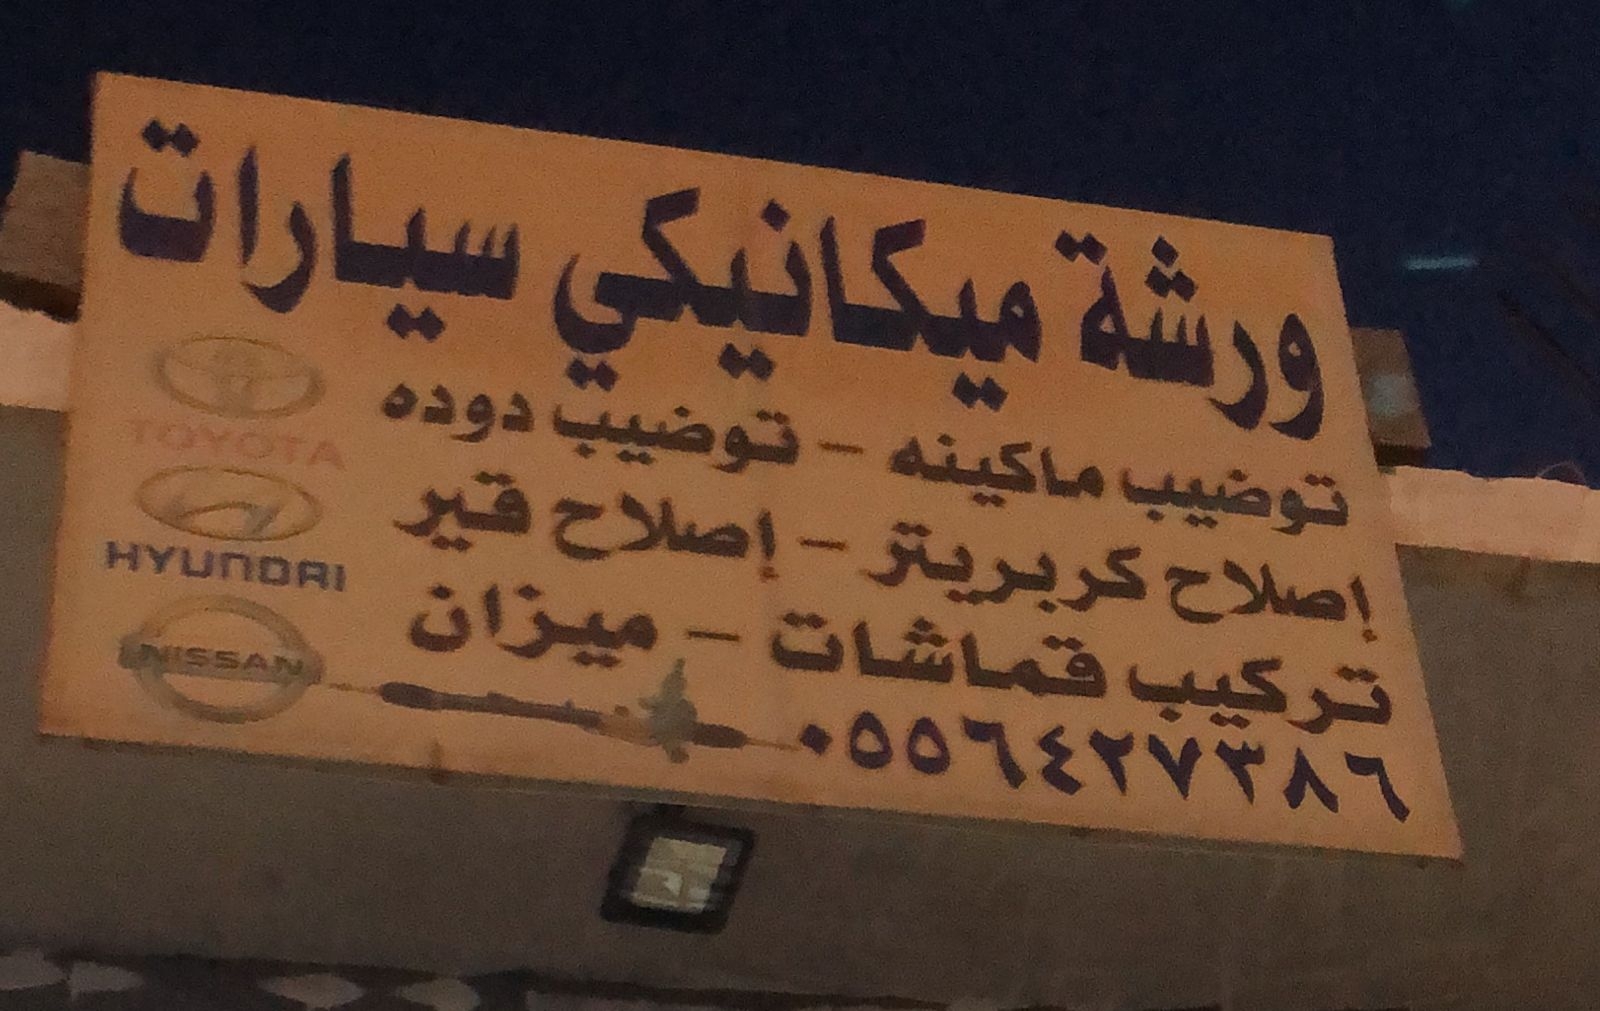 ورشة ميكانيكي سيارات
توضيب ماكينه - توضيب دوده
إصلاح كربريتر - إصلاح قير
تركيب قماشات - ميزان
٠٥٥٦٤٢٧٣٨٦
TOYOTA
HYUNDAI
NISSAN